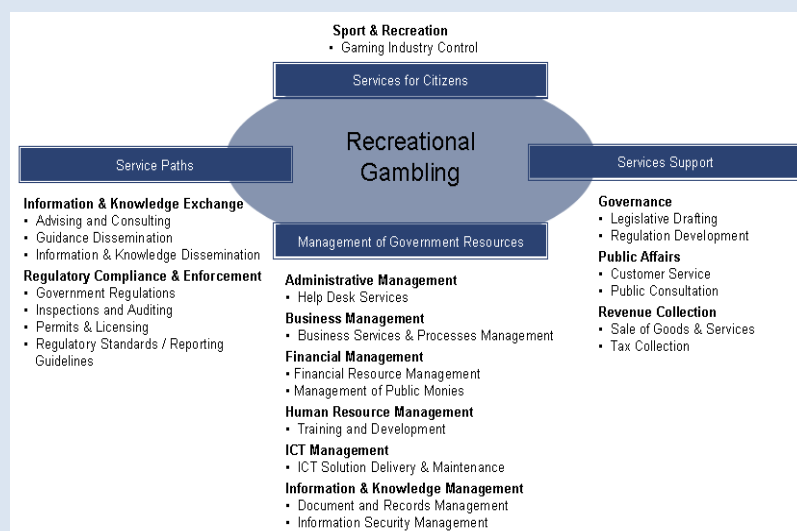 Sport & Recreation
▪ Gaming Industry Control
Services for Citizens
Recreational
Gambling
Service Paths
Information & Knowledge Exchange
▪ Advising and Consulting
▪ Guidance Dissemination
▪ Information & Knowledge Dissemination
Regulatory Compliance & Enforcement
▪ Government Regulations
▪ Inspections and Auditing
▪ Permits & Licensing
▪ Regulatory Standards / Reporting
Guidelines
Management of Government Resources
Administrative Management
▪ Help Desk Services
Business Management
▪ Business Services & Processes Management
Financial Management
▪ Financial Resource Management
▪ Management of Public Monies
Human Resource Management
▪ Training and Development
ICT Management
▪ ICT Solution Delivery & Maintenance
Information & Knowledge Management
▪ Document and Records Management
▪ Information Security Management
Services Support
Governance
▪ Legislative Drafting
▪ Regulation Development
Public Affairs
▪ Customer Service
▪ Public Consultation
Revenue Collection
▪ Sale of Goods & Services
▪ Tax Collection